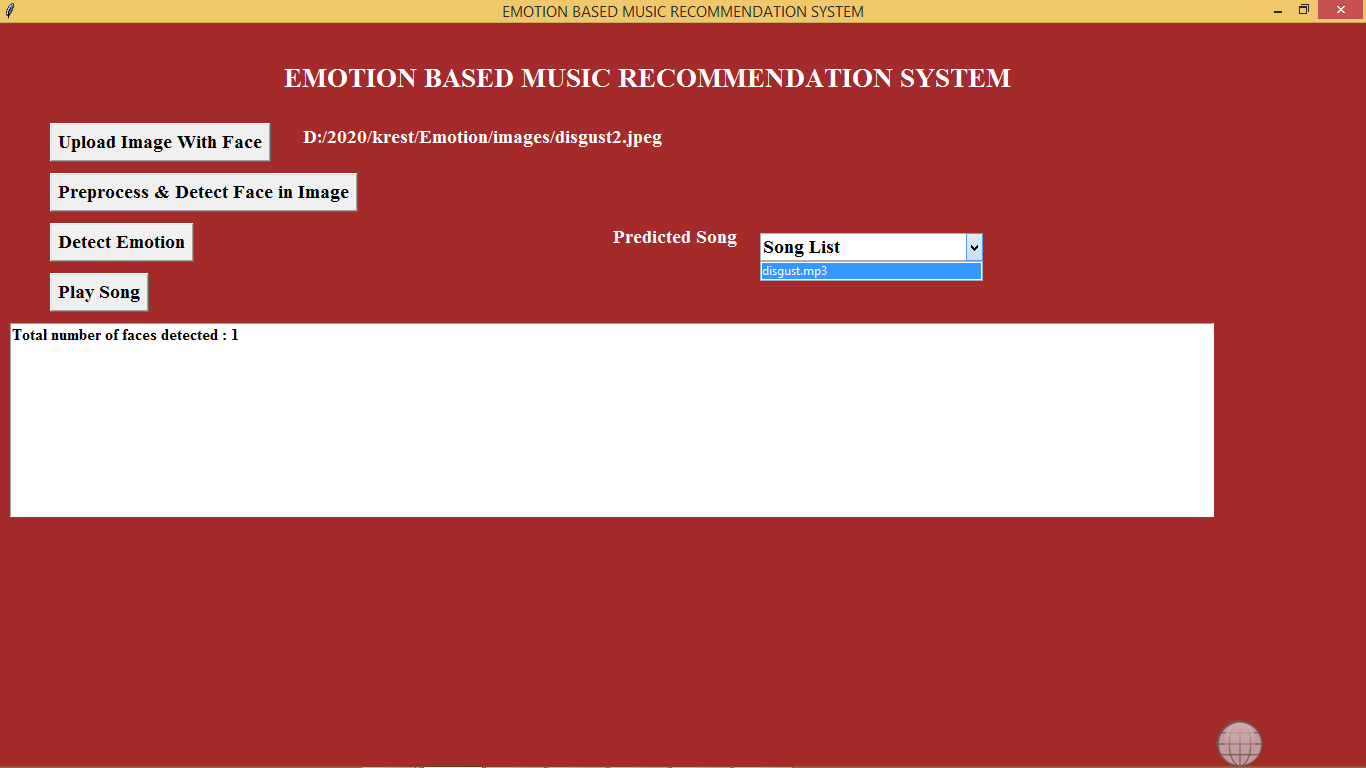 EMOTION BASED MUSIC RECOMMENDATION SYSTEM
EMOTION BASED MUSIC RECOMMENDATION SYSTEM
Upload Image With Face
D:/2020/krest/Emotion/images/disgust2.jpeg
Preprocess & Detect Face in Image
Detect Emotion
Predicted Song
Song List
disgust.mp3
Play Song
Total number of faces detected : 1